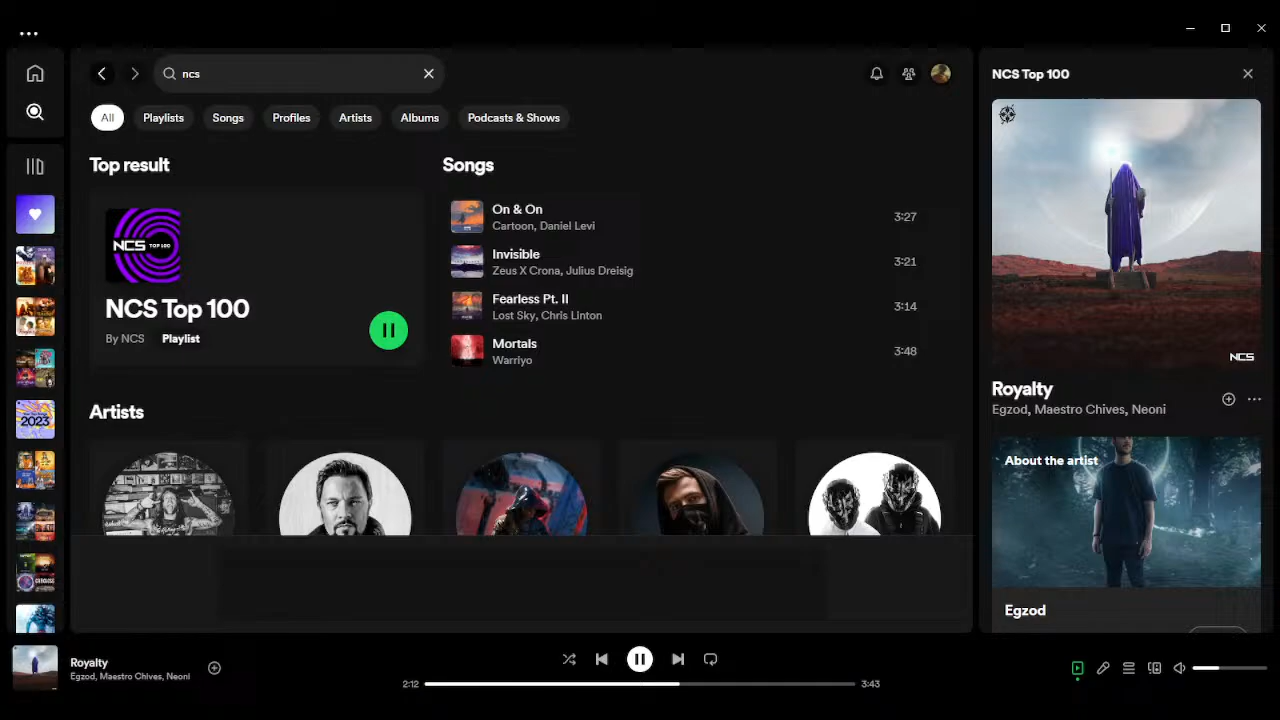 ncs
All
Playlists
Songs
Profiles
Artists
Albums
Podcasts & Shows
Top result
NCS TOP 100
NCS Top 100
By NCS Playlist
Songs
On & On
Cartoon, Daniel Levi
3:27
Invisible
Zeus X Crona, Julius Dreisig
3:21
Fearless Pt. II
Lost Sky, Chris Linton
3:14
Mortals
Warriyo
3:48
Artists
2023
NCS Top 100
NCS
Royalty
Egzod, Maestro Chives, Neoni
About the artist
Egzod
Royalty
Egzod, Maestro Chives, Neoni
2:12
3:43